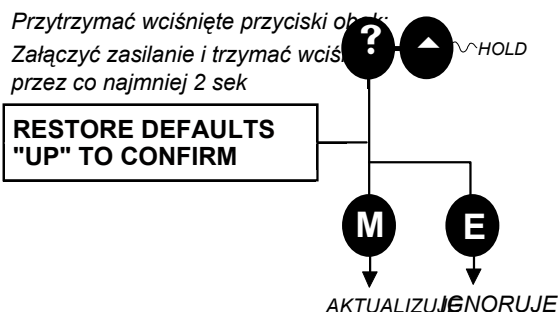 Przytrzymać wciśnięte przyciski obok:
Załączyć zasilanie i trzymać
przez co najmniej 2 sek
?
HOLD
RESTORE DEFAULTS
"UP" TO CONFIRM
M
E
AKTUALIZUJE
IGNORUJE